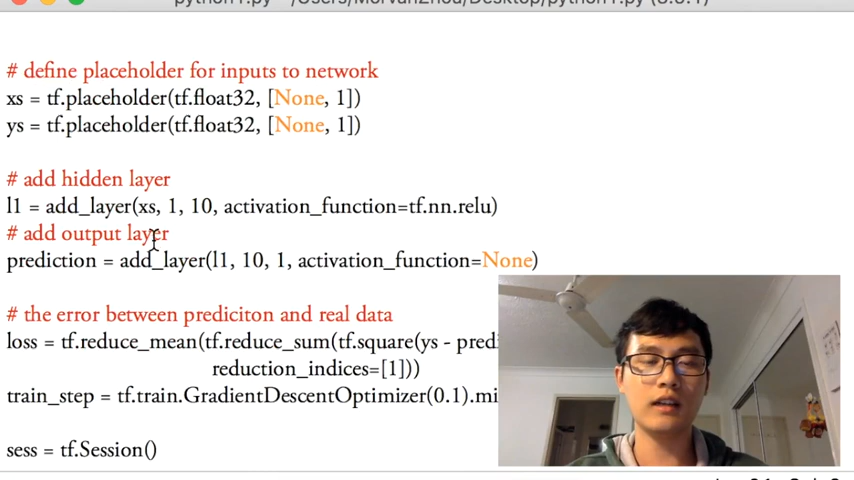 # define placeholder for inputs to network
xs = tf.placeholder(tf.float32, [None, 1])
ys = tf.placeholder(tf.float32, [None, 1])
# add hidden layer
l1 = add_layer(xs, 1, 10, activation_function=tf.nn.relu)
# add output layer
prediction = add_layer(l1, 10, 1, activation_function=None)
# the error between prediciton and real data
loss = tf.reduce_mean(tf.reduce_sum(tf.square(ys - predi
reduction_indices=[1]))
train_step = tf.train.GradientDescentOptimizer(0.1).mi
sess = tf.Session()